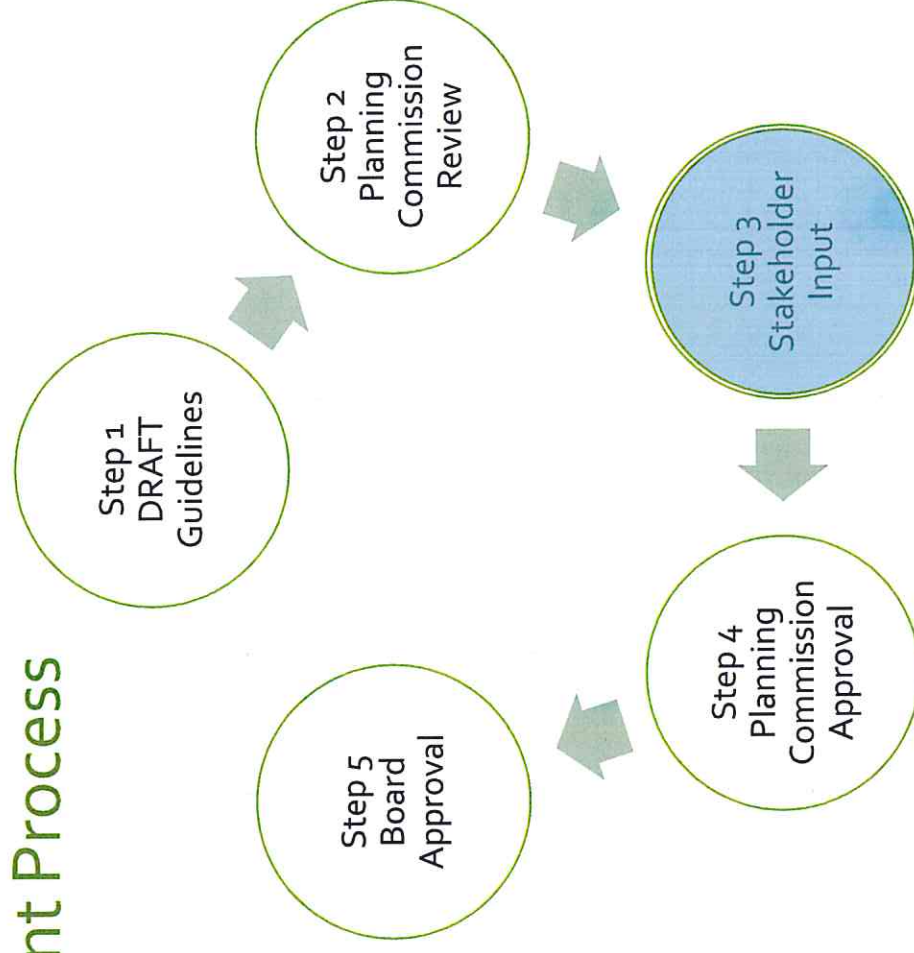 nt Process
Step 1
DRAFT
Guidelines
Step 2
Planning
Commission
Review
Step 3
Stakeholder
Input
Step 4
Planning
Commission
Approval
Step 5
Board
Approval